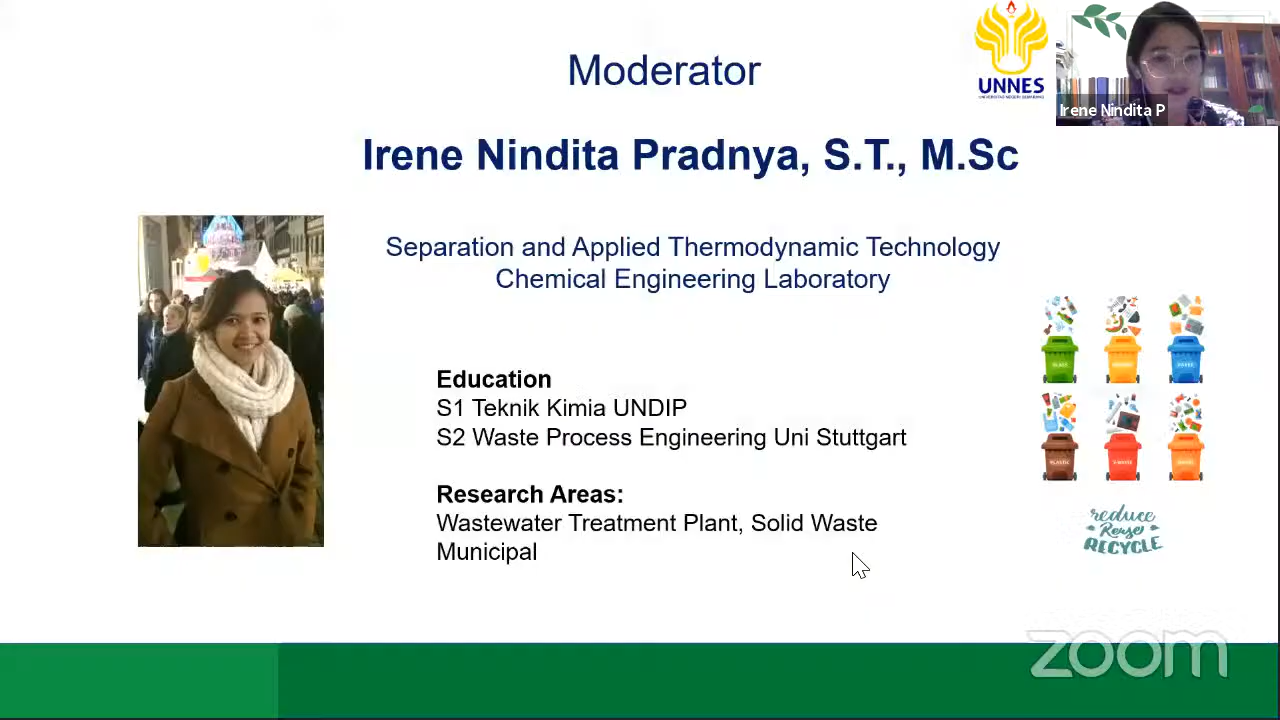 Moderator
UNNES
Irene Nindita P
Irene Nindita Pradnya, S.T., M.Sc
Separation and Applied Thermodynamic Technology
Chemical Engineering Laboratory
Education
S1 Teknik Kimia UNDIP
S2 Waste Process Engineering Uni Stuttgart
Research Areas:
Wastewater Treatment Plant, Solid Waste
Municipal
PLASTIC
E-WASTE
reduce
Reuse
RECYCLE
zoom